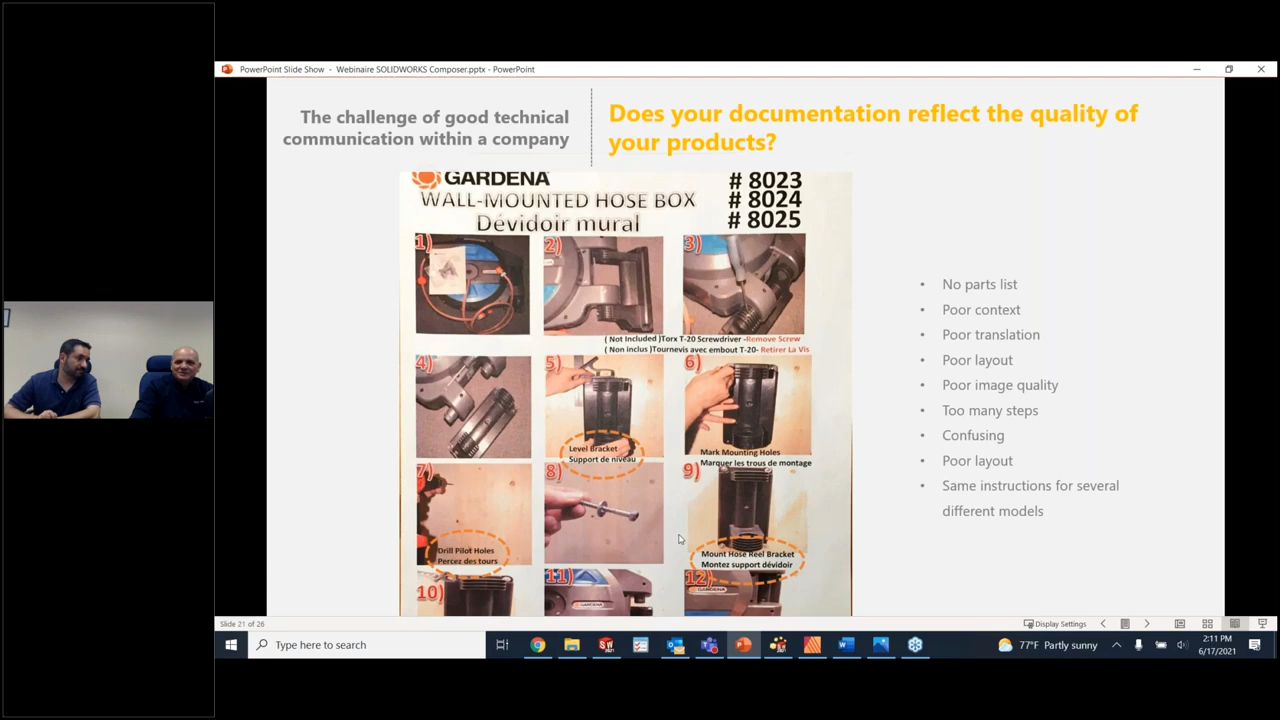 PowerPoint Slide Show - Webinaire SOLIDWORKS Composer.pptx - PowerPoint
The challenge of good technical
communication within a company
Does your documentation reflect the quality of
your products?
GARDENA
WALL-MOUNTED HOSE BOX
Dévidoir mural
# 8023
# 8024
# 8025
1)
2)
3)
( Not Included )Torx T-20 Screwdriver -Remove Screw
( Non inclus )Tournevis avec embout T-20- Retirer La Vis
4)
5)
6)
Level Bracket
Support de niveau
Mark Mounting Holes
Marquer les trous de montage
7)
8)
9)
Drill Pilot Holes
Percez des tours
Mount Hose Reel Bracket
Montez support dévidoir
10)
11)
12)
GARDENA
GARDENA
• No parts list
• Poor context
• Poor translation
• Poor layout
• Poor image quality
• Too many steps
• Confusing
• Poor layout
• Same instructions for several
different models
Slide 21 of 26
Display Settings
Type here to search
77°F Partly sunny
2:11 PM
6/17/2021